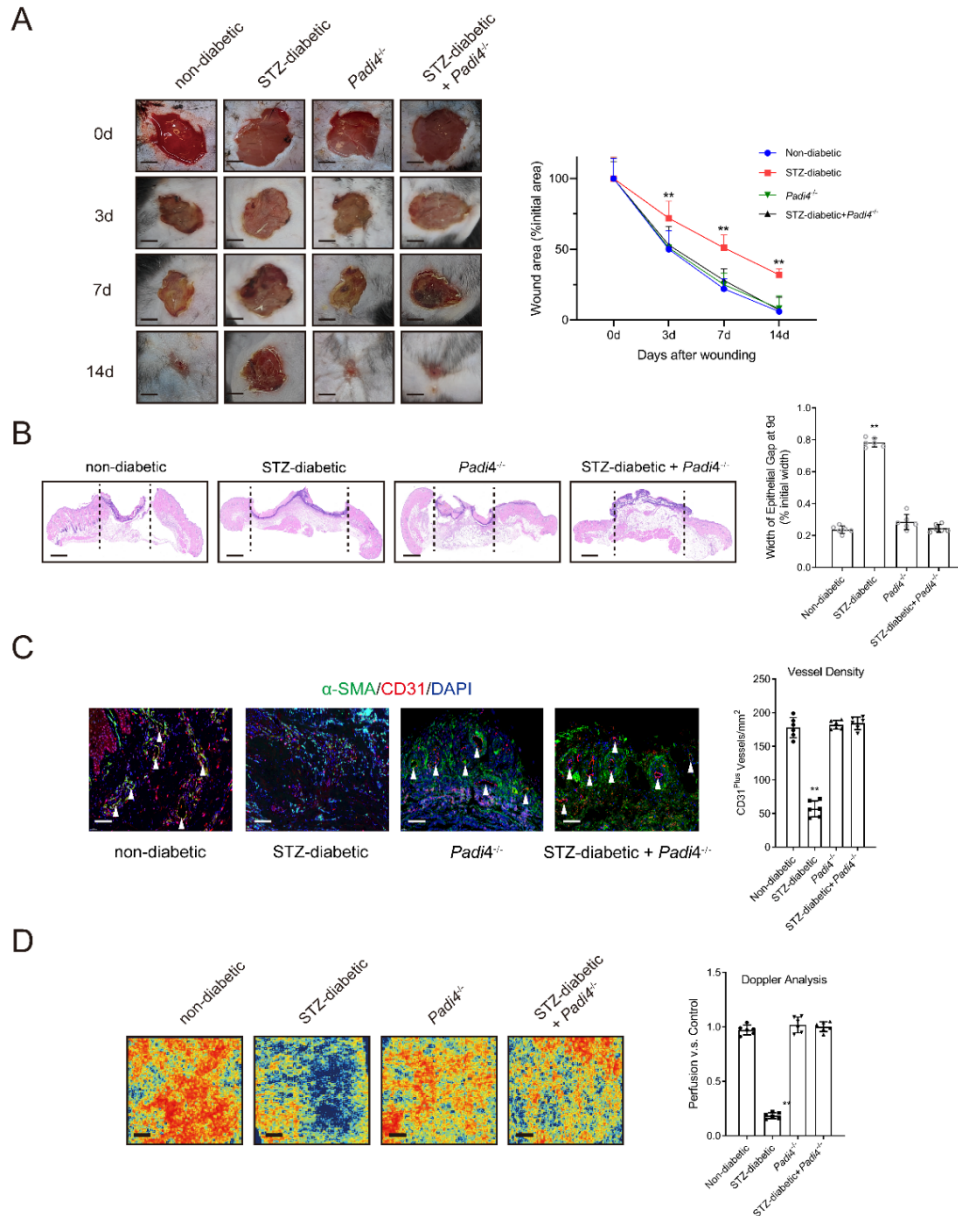 A
non-diabetic
STZ-diabetic
Padi4-/-
STZ-diabetic
+ Padi4-/-
0d
3d
7d
14d
Wound area (%initial area)
100
50
0
**
**
**
0d
3d
7d
14d
Days after wounding
Non-diabetic
STZ-diabetic
Padi4-/-
STZ-diabetic+Padi4-/-
B
non-diabetic
STZ-diabetic
Padi4-/-
STZ-diabetic + Padi4-/-
Width of Epithelial Gap at 9d
(% initial width)
1.0
0.8
0.6
0.4
0.2
**
Non-diabetic
STZ-diabetic
Padi4-/-
STZ-diabetic+Padi4-/-
C
α-SMA/CD31/DAPI
non-diabetic
STZ-diabetic
Padi4-/-
STZ-diabetic + Padi4-/-
Vessel Density
CD31Plus Vessels/mm2
250
200
150
100
50
0
**
Non-diabetic
STZ-diabetic
Padi4-/-
STZ-diabetic+Padi4-/-
D
non-diabetic
STZ-diabetic
Padi4-/-
STZ-diabetic
+ Padi4-/-
Doppler Analysis
Perfusion v.s. Control
1.5
1.0
0.5
0.0
**
Non-diabetic
STZ-diabetic
Padi4-/-
STZ-diabetic+Padi4-/-